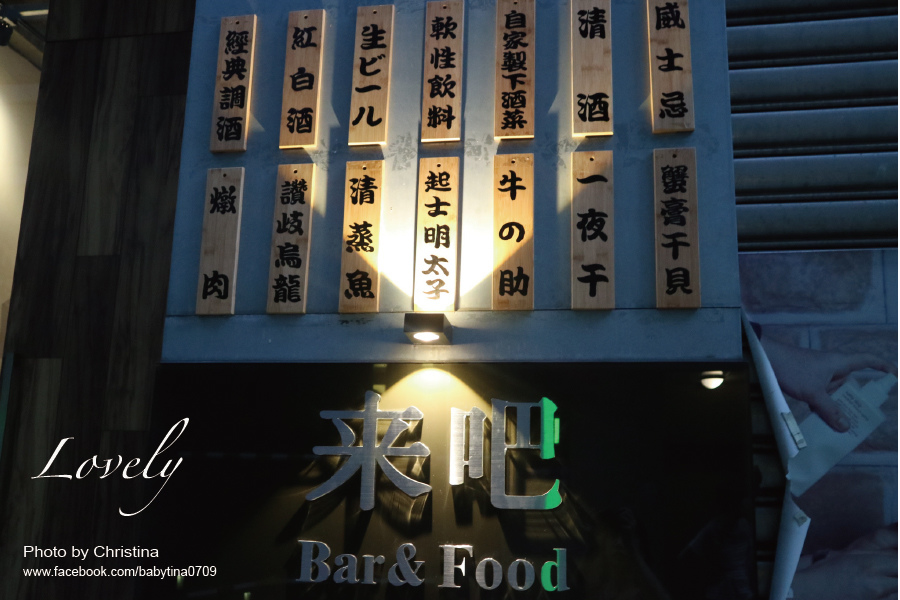 經典調酒
紅白酒
生ビール
軟性飲料
自家製下酒菜
清酒
威士忌
燉肉
讚岐烏龍
清蒸魚
起士明太子
牛の助
一夜干
蟹膏干貝
来吧
Bar & Food
Lovely
Photo by Christina
www.facebook.com/babytina0709